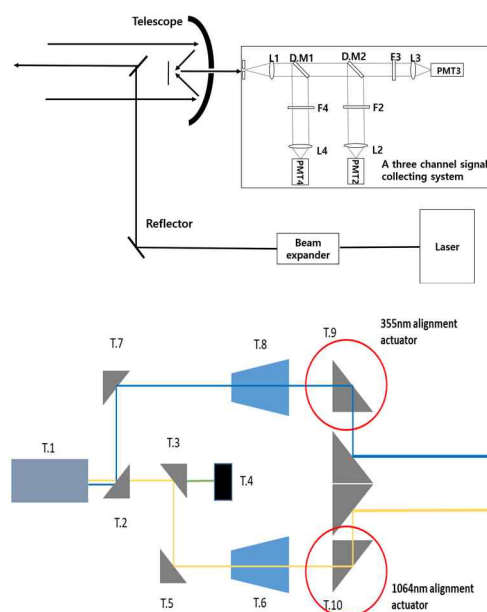 Telescope
L1
D.M1
D.M2
F3
L3
PMT3
F4
F2
L4
L2
PMT4
PMT2
A three channel signal
collecting system
Reflector
Beam
expander
Laser
355nm alignment
actuator
T.7
T.8
T.9
T.1
T.2
T.3
T.4
T.5
T.6
T.10
1064nm alignment
actuator